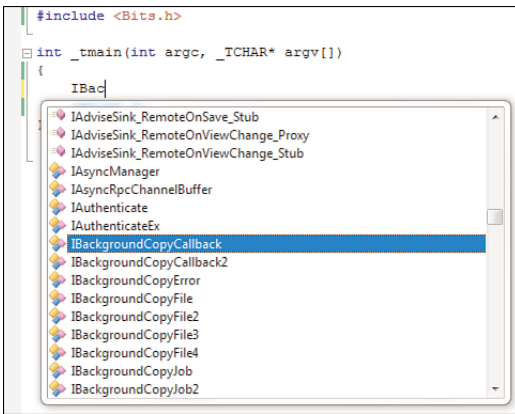 #include <Bits.h>
int _tmain(int argc, _TCHAR* argv[])
{
IBac
IAdviseSink_RemoteOnSave_Stub
IAdviseSink_RemoteOnViewChange_Proxy
IAdviseSink_RemoteOnViewChange_Stub
IAsyncManager
IAsyncRpcChannelBuffer
IAuthenticate
IAuthenticateEx
IBackgroundCopyCallback
IBackgroundCopyCallback2
IBackgroundCopyError
IBackgroundCopyFile
IBackgroundCopyFile2
IBackgroundCopyFile3
IBackgroundCopyFile4
IBackgroundCopyJob
IBackgroundCopyJob2